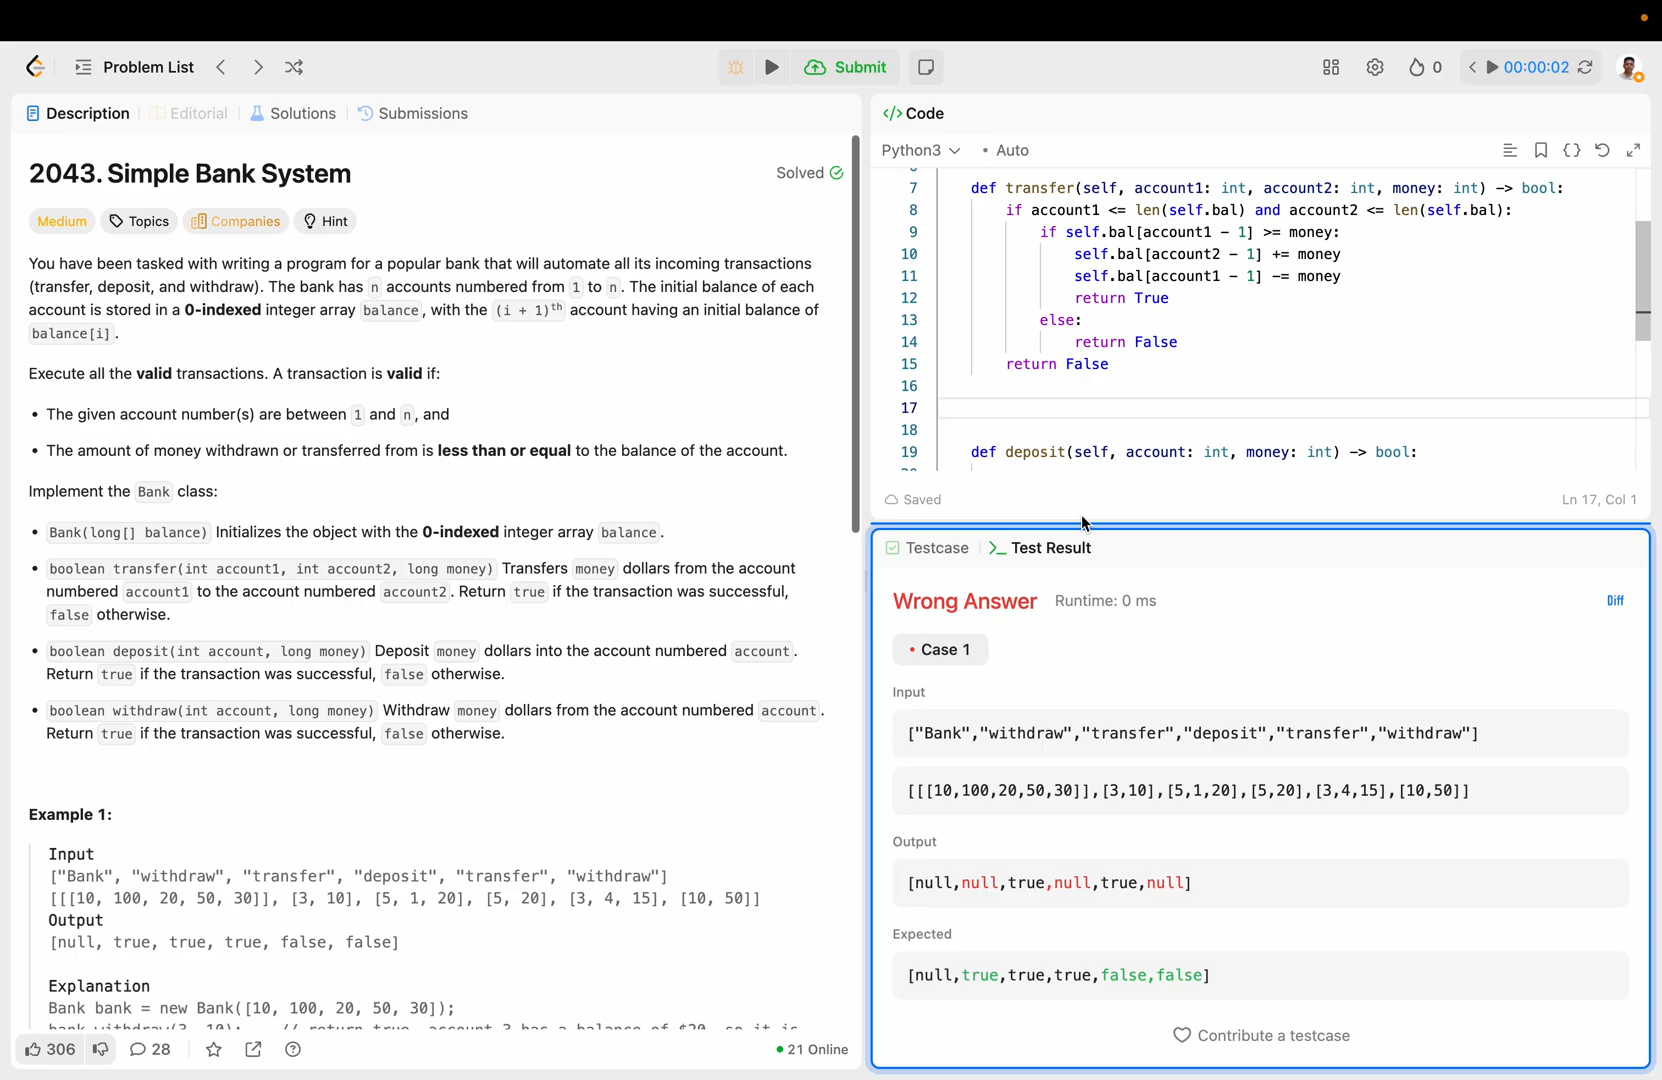 Problem List
Submit
0
00:00:02
Description
Editorial
Solutions
Submissions
2043. Simple Bank System
Solved
Medium
Topics
Companies
Hint
You have been tasked with writing a program for a popular bank that will automate all its incoming transactions
(transfer, deposit, and withdraw). The bank has n accounts numbered from 1 to n. The initial balance of each
account is stored in a 0-indexed integer array balance, with the (i + 1)th account having an initial balance of
balance[i].
Execute all the valid transactions. A transaction is valid if:
• The given account number(s) are between 1 and n, and
• The amount of money withdrawn or transferred from is less than or equal to the balance of the account.
Implement the Bank class:
• Bank(long[] balance) Initializes the object with the 0-indexed integer array balance.
• boolean transfer(int account1, int account2, long money) Transfers money dollars from the account
numbered account1 to the account numbered account2. Return true if the transaction was successful,
false otherwise.
• boolean deposit(int account, long money) Deposit money dollars into the account numbered account.
Return true if the transaction was successful, false otherwise.
• boolean withdraw(int account, long money) Withdraw money dollars from the account numbered account.
Return true if the transaction was successful, false otherwise.
Example 1:
Input
["Bank", "withdraw", "transfer", "deposit", "transfer", "withdraw"]
[[[10, 100, 20, 50, 30]], [3, 10], [5, 1, 20], [5, 20], [3, 4, 15], [10, 50]]
Output
[null, true, true, true, false, false]
Explanation
Bank bank = new Bank([10, 100, 20, 50, 30]);
bank.withdraw(3, 10); // return true, account 3 has a balance of $20, so it is
306
28
21 Online
</> Code
Python3
• Auto
7 def transfer(self, account1: int, account2: int, money: int) -> bool:
8 if account1 <= len(self.bal) and account2 <= len(self.bal):
9 if self.bal[account1 - 1] >= money:
10 self.bal[account2 - 1] += money
11 self.bal[account1 - 1] -= money
12 return True
13 else:
14 return False
15 return False
16
17
18
19 def deposit(self, account: int, money: int) -> bool:
Saved
Ln 17, Col 1
Testcase
Test Result
Wrong Answer
Runtime: 0 ms
Diff
• Case 1
Input
["Bank","withdraw","transfer","deposit","transfer","withdraw"]
[[[10,100,20,50,30]],[3,10],[5,1,20],[5,20],[3,4,15],[10,50]]
Output
[null,null,true,null,true,null]
Expected
[null,true,true,true,false,false]
Contribute a testcase